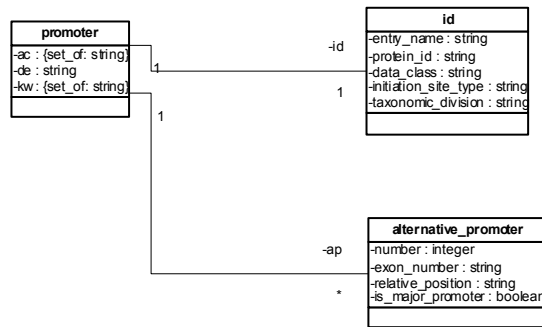 promoter
-ac : {set_of: string}
-de : string
-kw : {set_of: string}
1
1
-id
1
id
-entry_name : string
-protein_id : string
-data_class : string
-initiation_site_type : string
-taxonomic_division : string
-ap
*
alternative_promoter
-number : integer
-exon_number : string
-relative_position : string
-is_major_promoter : boolean